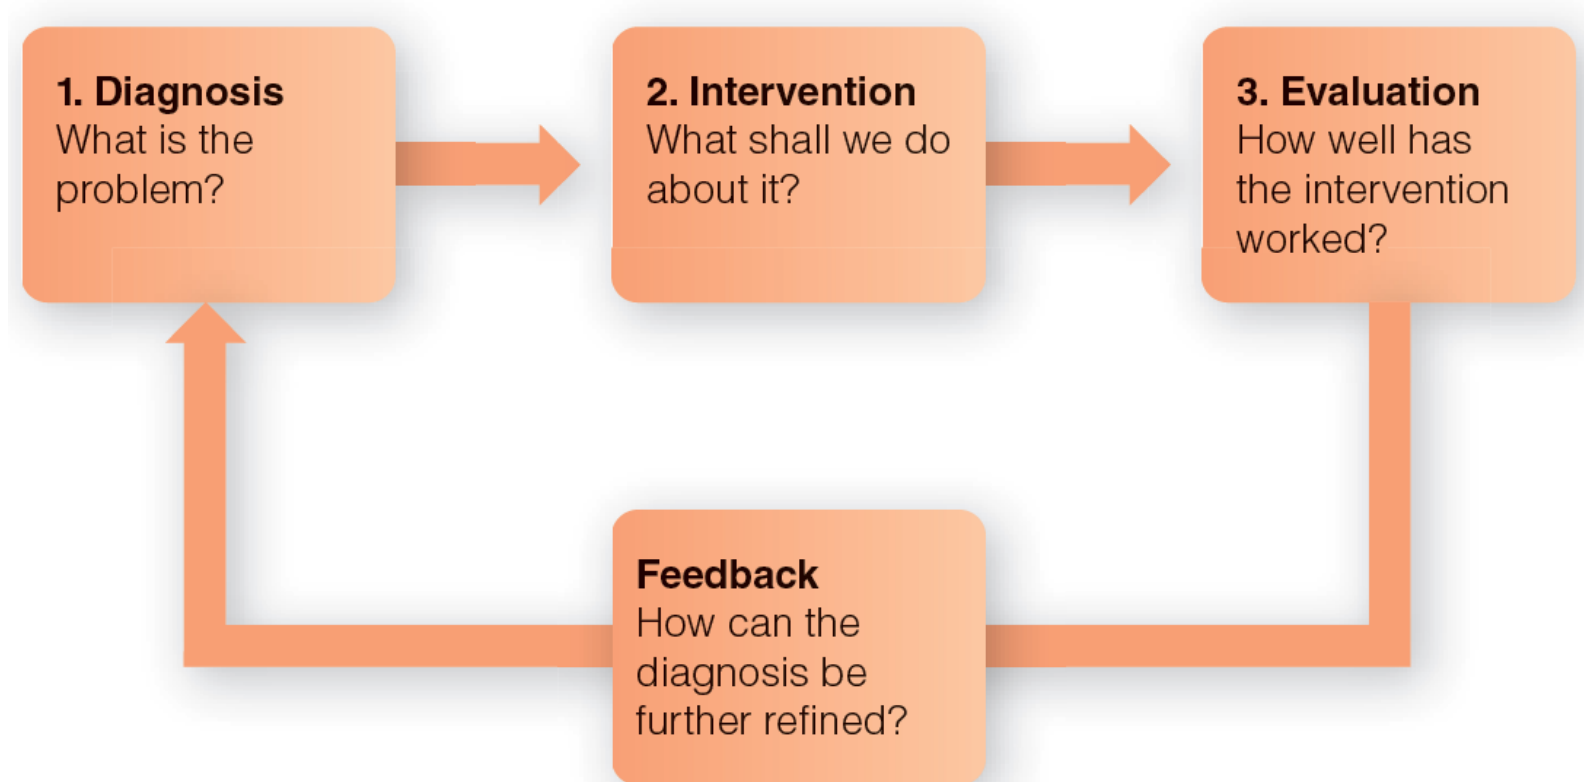 1. Diagnosis
What is the
problem?
2. Intervention
What shall we do
about it?
3. Evaluation
How well has
the intervention
worked?
Feedback
How can the
diagnosis be
further refined?